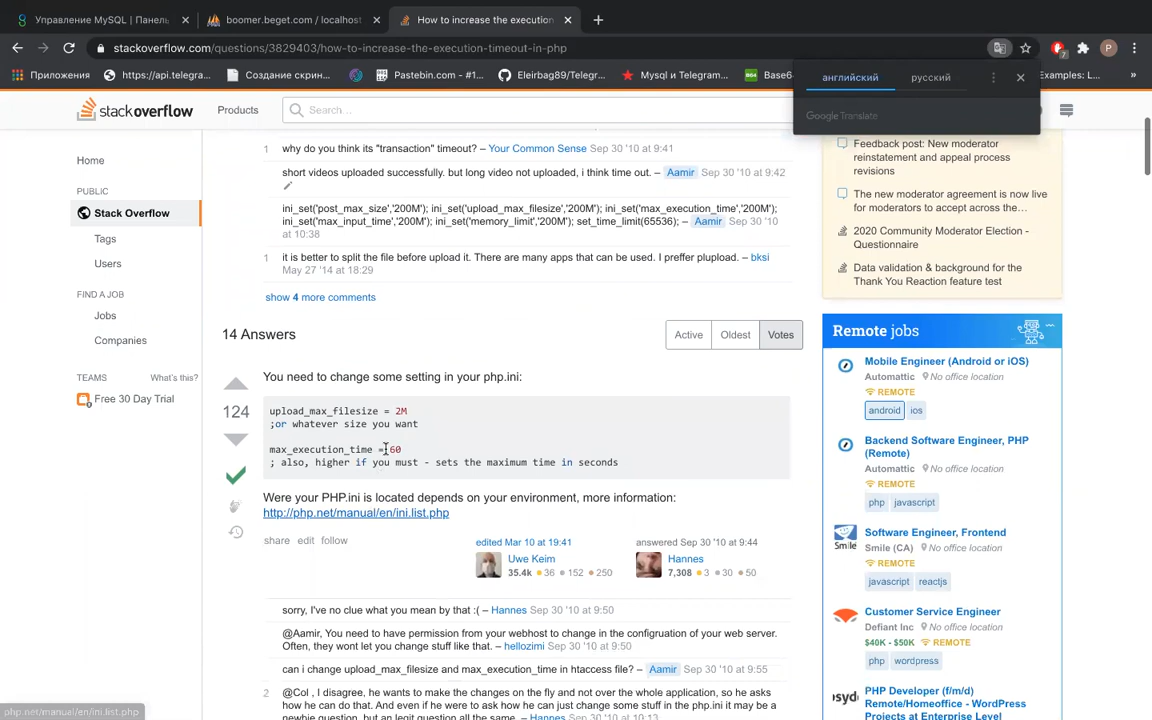 Управление MySQL | Панель
boomer.beget.com / localhost
How to increase the execution
stackoverflow.com/questions/3829403/how-to-increase-the-execution-timeout-in-php
P
Приложения
https://api.telegra...
Создание скрин...
Pastebin.com - #1...
Eleirbag89/Telegr...
Mysql и Telegram...
Base6
Examples: L...
»
английский
русский
Google Translate
stackoverflow
Products
Search...
Home
PUBLIC
Stack Overflow
Tags
Users
FIND A JOB
Jobs
Companies
TEAMS
What's this?
Free 30 Day Trial
1 why do you think its "transaction" timeout? – Your Common Sense Sep 30 '10 at 9:41
short videos uploaded successfully. but long video not uploaded, i think time out. – Aamir Sep 30 '10 at 9:42
ini_set('post_max_size','200M'); ini_set('upload_max_filesize','200M'); ini_set('max_execution_time','200M');
ini_set('max_input_time','200M'); ini_set('memory_limit','200M'); set_time_limit(65536); – Aamir Sep 30 '10
at 10:38
1 it is better to split the file before upload it. There are many apps that can be used. I preffer plupload. – bksi
May 27 '14 at 18:29
show 4 more comments
14 Answers
Active
Oldest
Votes
124
You need to change some setting in your php.ini:
upload_max_filesize = 2M
;or whatever size you want
max_execution_time = 60
; also, higher if you must - sets the maximum time in seconds
Were your PHP.ini is located depends on your environment, more information:
http://php.net/manual/en/ini.list.php
share edit follow
edited Mar 10 at 19:41
Uwe Keim
35.4k 36 152 250
answered Sep 30 '10 at 9:44
Hannes
7,308 3 30 50
sorry, I've no clue what you mean by that :( – Hannes Sep 30 '10 at 9:50
@Aamir, You need to have permission from your webhost to change in the configruation of your web server.
Often, they wont let you change stuff like that. – hellozimi Sep 30 '10 at 9:50
can i change upload_max_filesize and max_execution_time in htaccess file? – Aamir Sep 30 '10 at 9:55
2 @Col , I disagree, he wants to make the changes on the fly and not over the whole application, so he asks
how he can do that. And even if he were to ask how he can just change some stuff in the php.ini it may be a
newbie question, but an legit question all the same. – Hannes Sep 30 '10 at 10:13
Feedback post: New moderator
reinstatement and appeal process
revisions
The new moderator agreement is now live
for moderators to accept across the...
2020 Community Moderator Election -
Questionnaire
Data validation & background for the
Thank You Reaction feature test
Remote jobs
Mobile Engineer (Android or iOS)
Automattic No office location
REMOTE
android ios
Backend Software Engineer, PHP
(Remote)
Automattic No office location
REMOTE
php javascript
Software Engineer, Frontend
Smile
Smile (CA) No office location
REMOTE
javascript reactjs
Customer Service Engineer
Defiant Inc No office location
$40K - $50K REMOTE
php wordpress
PHP Developer (f/m/d)
Remote/Homeoffice - WordPress
Projects at Enterprise Level
php.net/manual/en/ini.list.php